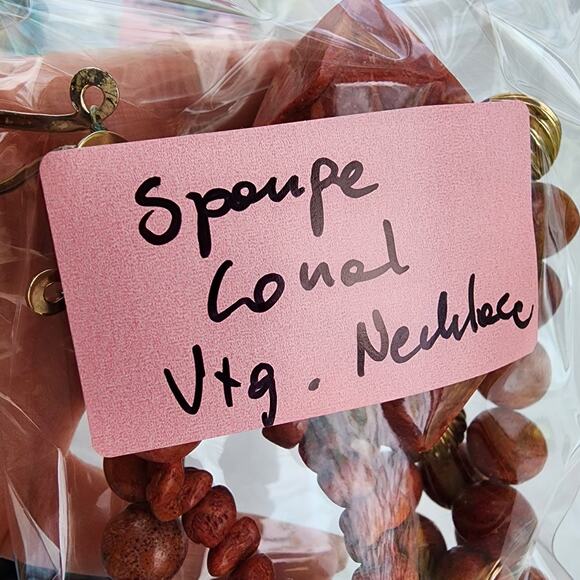 Sponge
Coral
Vtg. Necklace